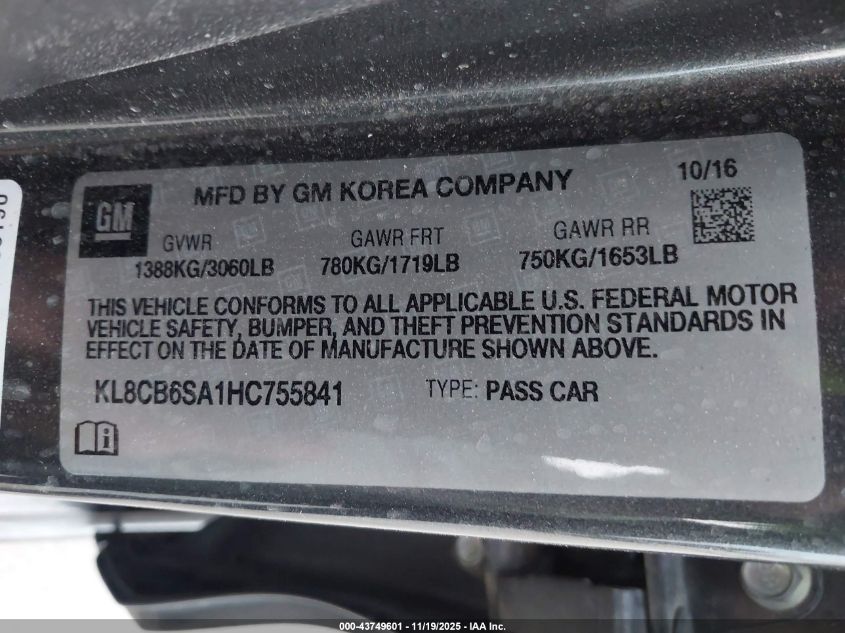 MFD BY GM KOREA COMPANY
10/16
GM
GVWR
GAWR FRT
GAWR RR
1388KG/3060LB
780KG/1719LB
750KG/1653LB
THIS VEHICLE CONFORMS TO ALL APPLICABLE U.S. FEDERAL MOTOR
VEHICLE SAFETY, BUMPER, AND THEFT PREVENTION STANDARDS IN
EFFECT ON THE DATE OF MANUFACTURE SHOWN ABOVE.
KL8CB6SA1HC755841
TYPE: PASS CAR
i
000-43749601 - 11/19/2025 - IAA Inc.